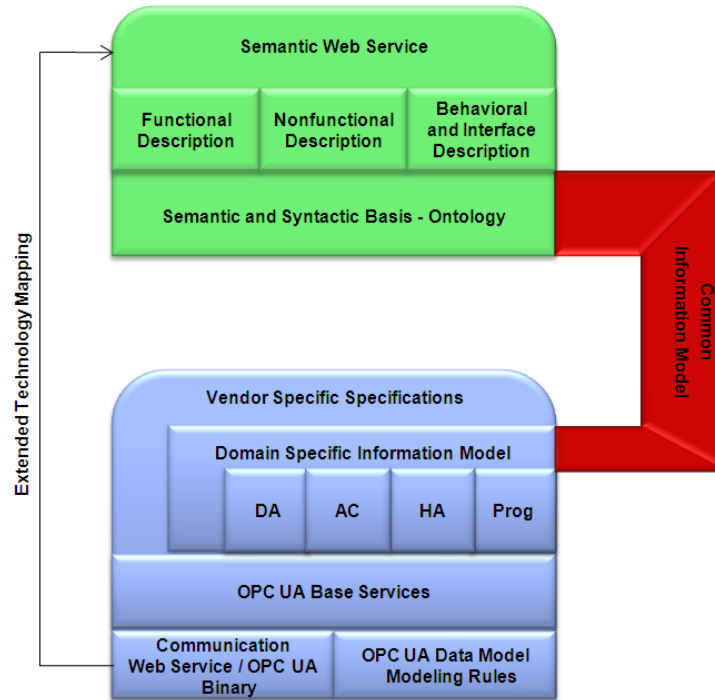 Semantic Web Service
Functional
Description
Nonfunctional
Description
Behavioral
and Interface
Description
Semantic and Syntactic Basis - Ontology
Extended Technology Mapping
Common
Information Model
Vendor Specific Specifications
Domain Specific Information Model
DA
AC
HA
Prog
OPC UA Base Services
Communication
Web Service / OPC UA
Binary
OPC UA Data Model
Modeling Rules